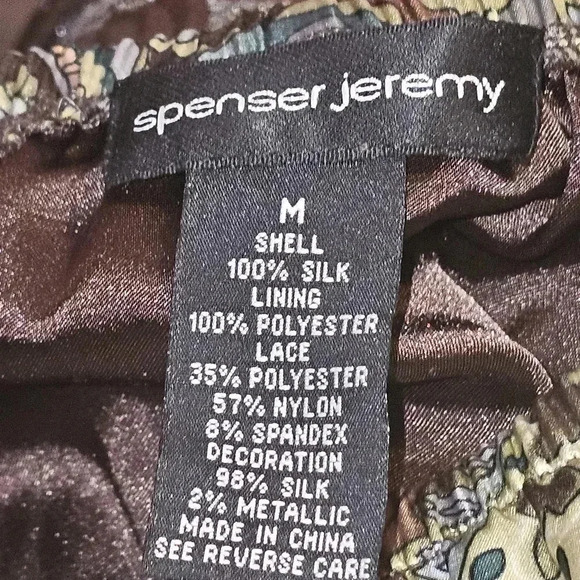 spenser jeremy
M
SHELL
100% SILK
LINING
100% POLYESTER
LACE
35% POLYESTER
57% NYLON
8% SPANDEX
DECORATION
98% SILK
2% METALLIC
MADE IN CHINA
SEE REVERSE CARE